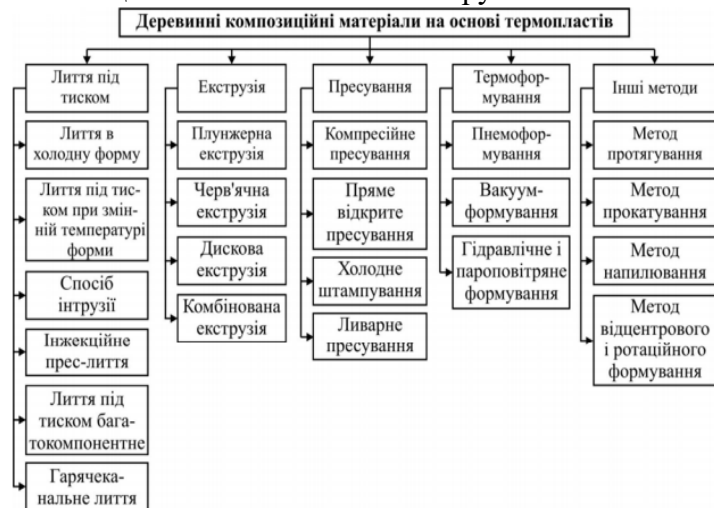 Деревинні композиційні матеріали на основі термопластів
Лиття під
тиском
Лиття в
холодну форму
Лиття під тис-
ком при змін-
ній температурі
форми
Спосіб
інтрузії
Інжекційне
прес-лиття
Лиття під
тиском бага-
токомпонентне
Гарячека-
нальне лиття
Екструзія
Плунжерна
екструзія
Черв'ячна
екструзія
Дискова
екструзія
Комбінована
екструзія
Пресування
Компресійне
пресування
Пряме
відкрите
пресування
Холодне
штампування
Ливарне
пресування
Термофор-
мування
Пнемофор-
мування
Вакуум-
формування
Гідравлічне і
пароповітряне
формування
Інші методи
Метод
протягування
Метод
прокатування
Метод
напилювання
Метод
відцентрового
і ротаційного
формування